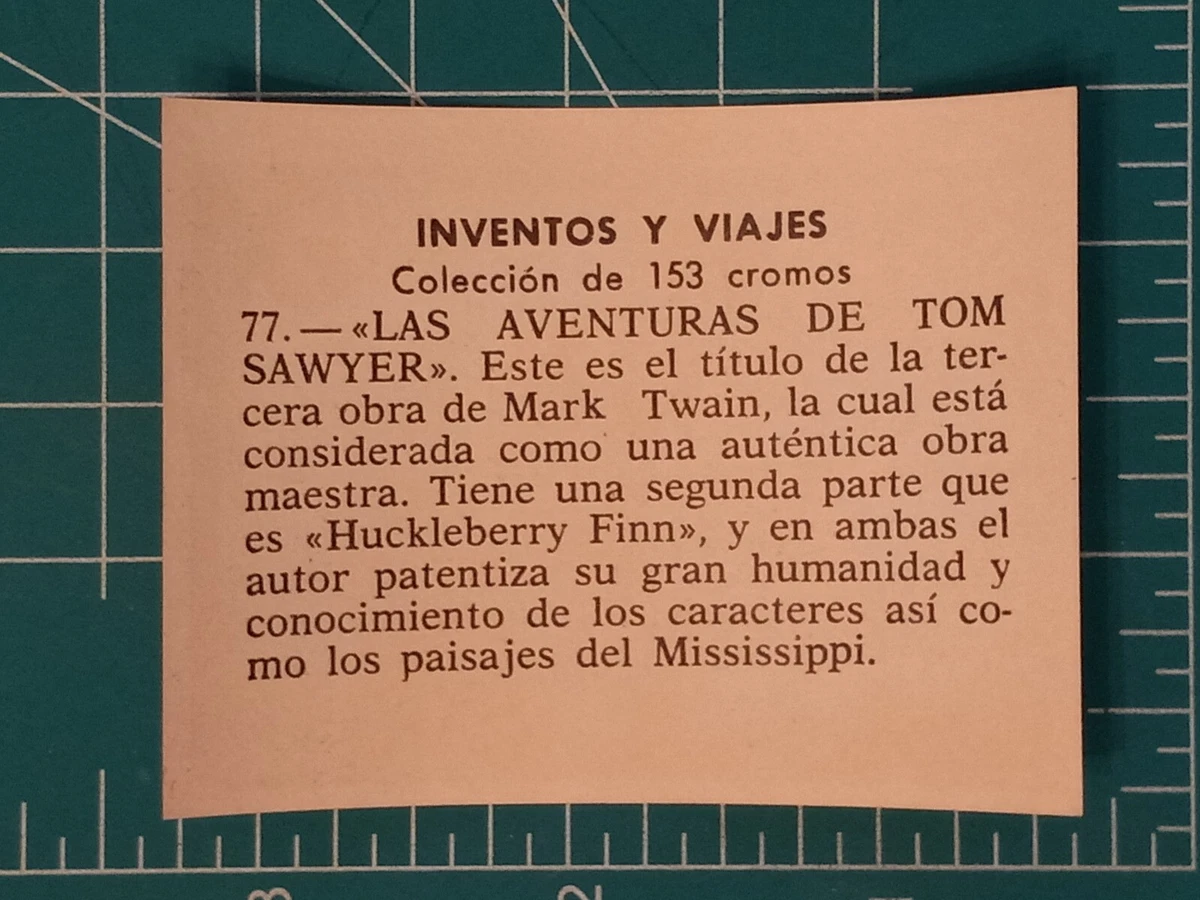 INVENTOS Y VIAJES
Colección de 153 cromos
77. — «LAS AVENTURAS DE TOM
SAWYER». Este es el título de la ter-
cera obra de Mark Twain, la cual está
considerada como una auténtica obra
maestra. Tiene una segunda parte que
es «Huckleberry Finn», y en ambas el
autor patentiza su gran humanidad y
conocimiento de los caracteres así co-
mo los paisajes del Mississippi.
3 2